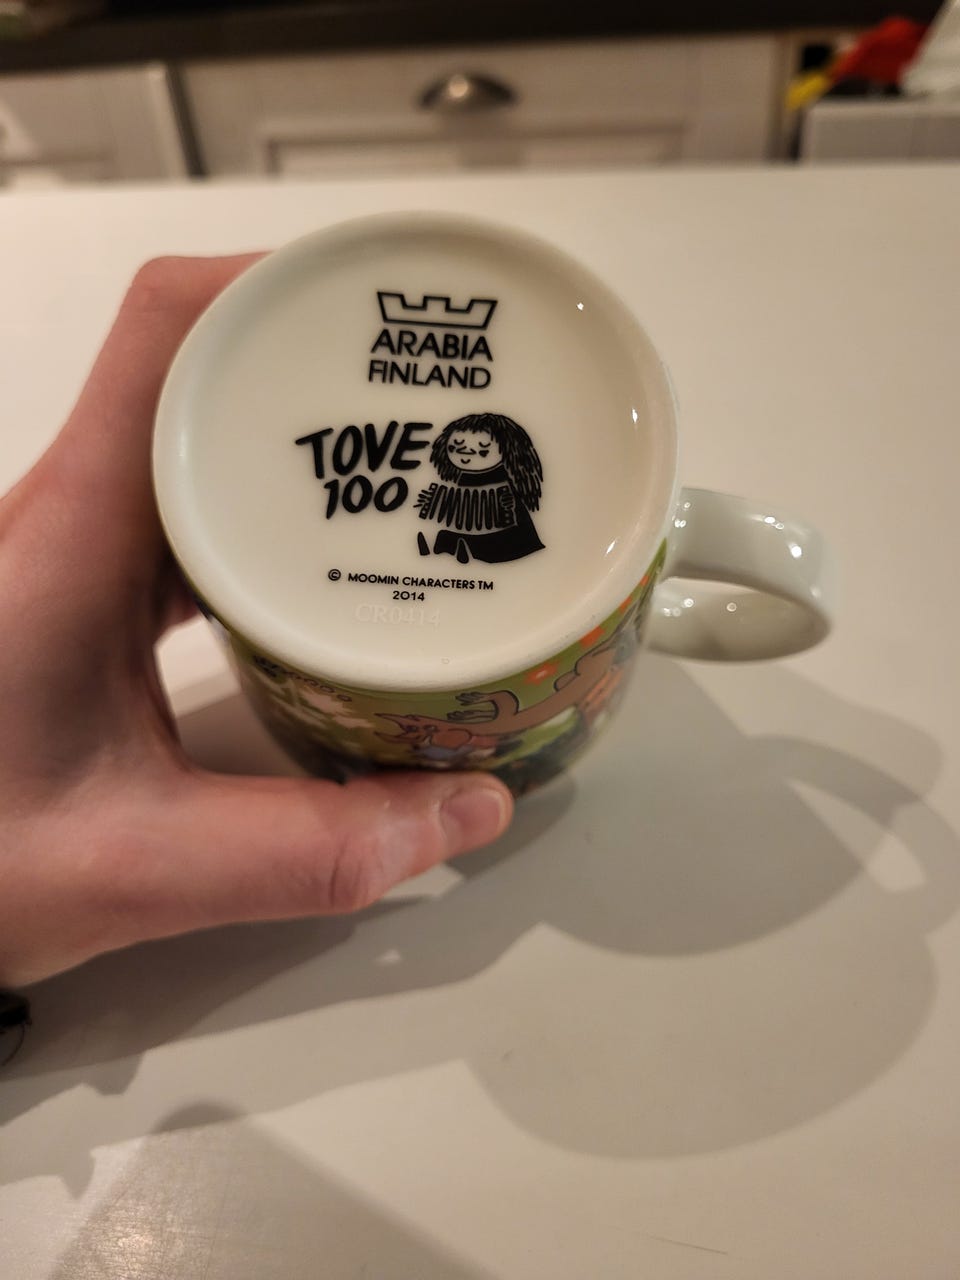 ARABIA
FINLAND
TOVE
100
© MOOMIN CHARACTERS TM
2014
CR0414